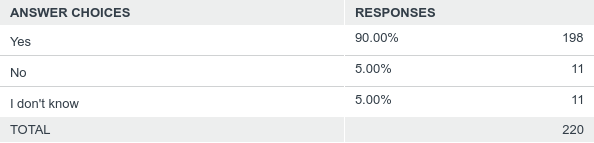 ANSWER CHOICES RESPONSES
Yes 90.00% 198
No 5.00% 11
I don't know 5.00% 11
TOTAL 220